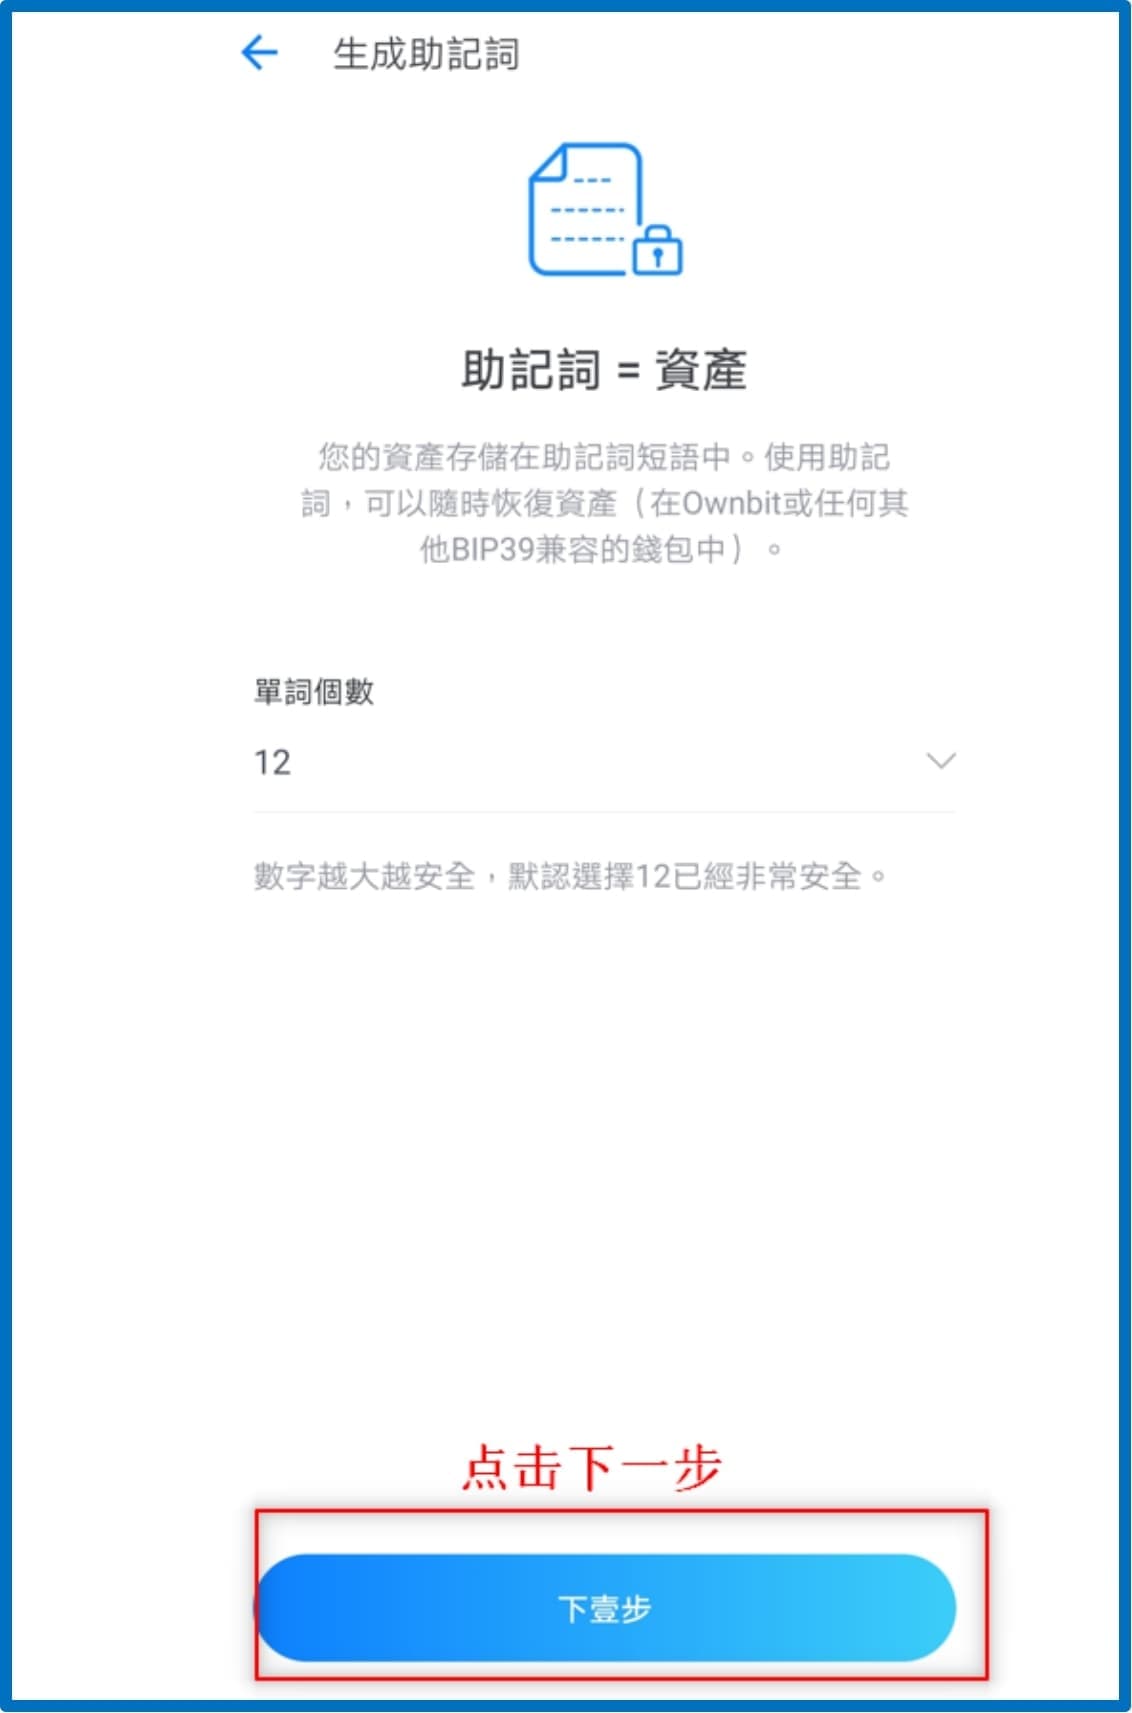 生成助記詞
助記詞 = 資產
您的資產存儲在助記詞短語中。使用助記
詞，可以隨時恢復資產（在Ownbit或任何其
他BIP39兼容的錢包中）。
單詞個數
12
數字越大越安全，默認選擇12已經非常安全。
点击下一步
下壹步